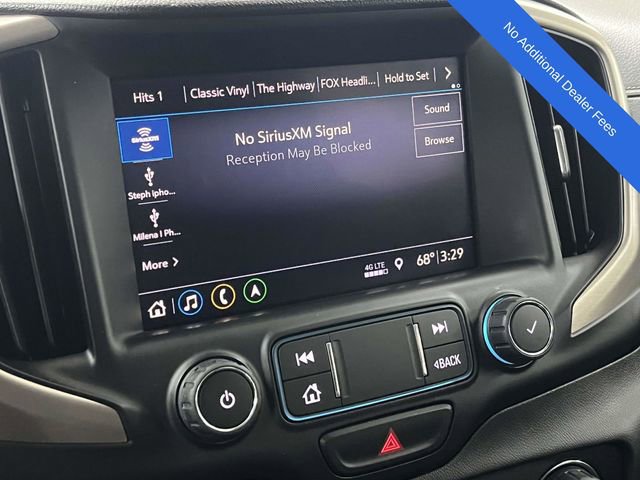 No Additional Dealer Fees
Hits 1 Classic Vinyl The Highway FOX Headli... Hold to Set
SiriusXM
No SiriusXM Signal
Reception May Be Blocked
Sound
Browse
Steph ipho...
Milena I Ph...
More
4G LTE
68° 3:29
BACK